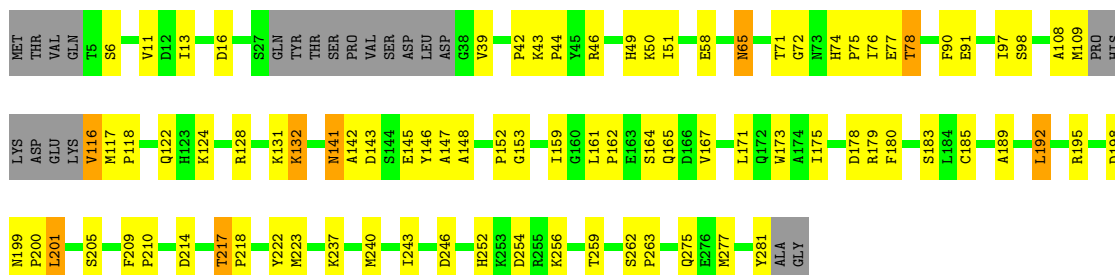 MET THR VAL GLN T5 S6 V11 D12 I13 D16 S27 GLN TYR THR SER PRO VAL SER ASP LEU ASP G38 V39 P42 K43 P44 Y45 R46 H49 K50 I51 E58 N65 T71 G72 N73 H74 P75 I76 E77 T78 F90 E91 I97 S98 A108 M109 PRO HIS
LYS ASP GLU LYS V116 M117 P118 Q122 H123 K124 R128 K131 K132 N141 A142 D143 S144 E145 Y146 A147 A148 P152 G153 I159 G160 L161 P162 E163 S164 Q165 D166 V167 L171 Q172 W173 A174 I175 D178 R179 F180 S183 L184 C185 A189 L192 R195 D198
N199 P200 L201 S205 F209 P210 D214 T217 P218 Y222 M223 K237 M240 I243 D246 H252 K253 D254 R255 K256 T259 S262 P263 Q275 E276 M277 Y281 ALA GLY